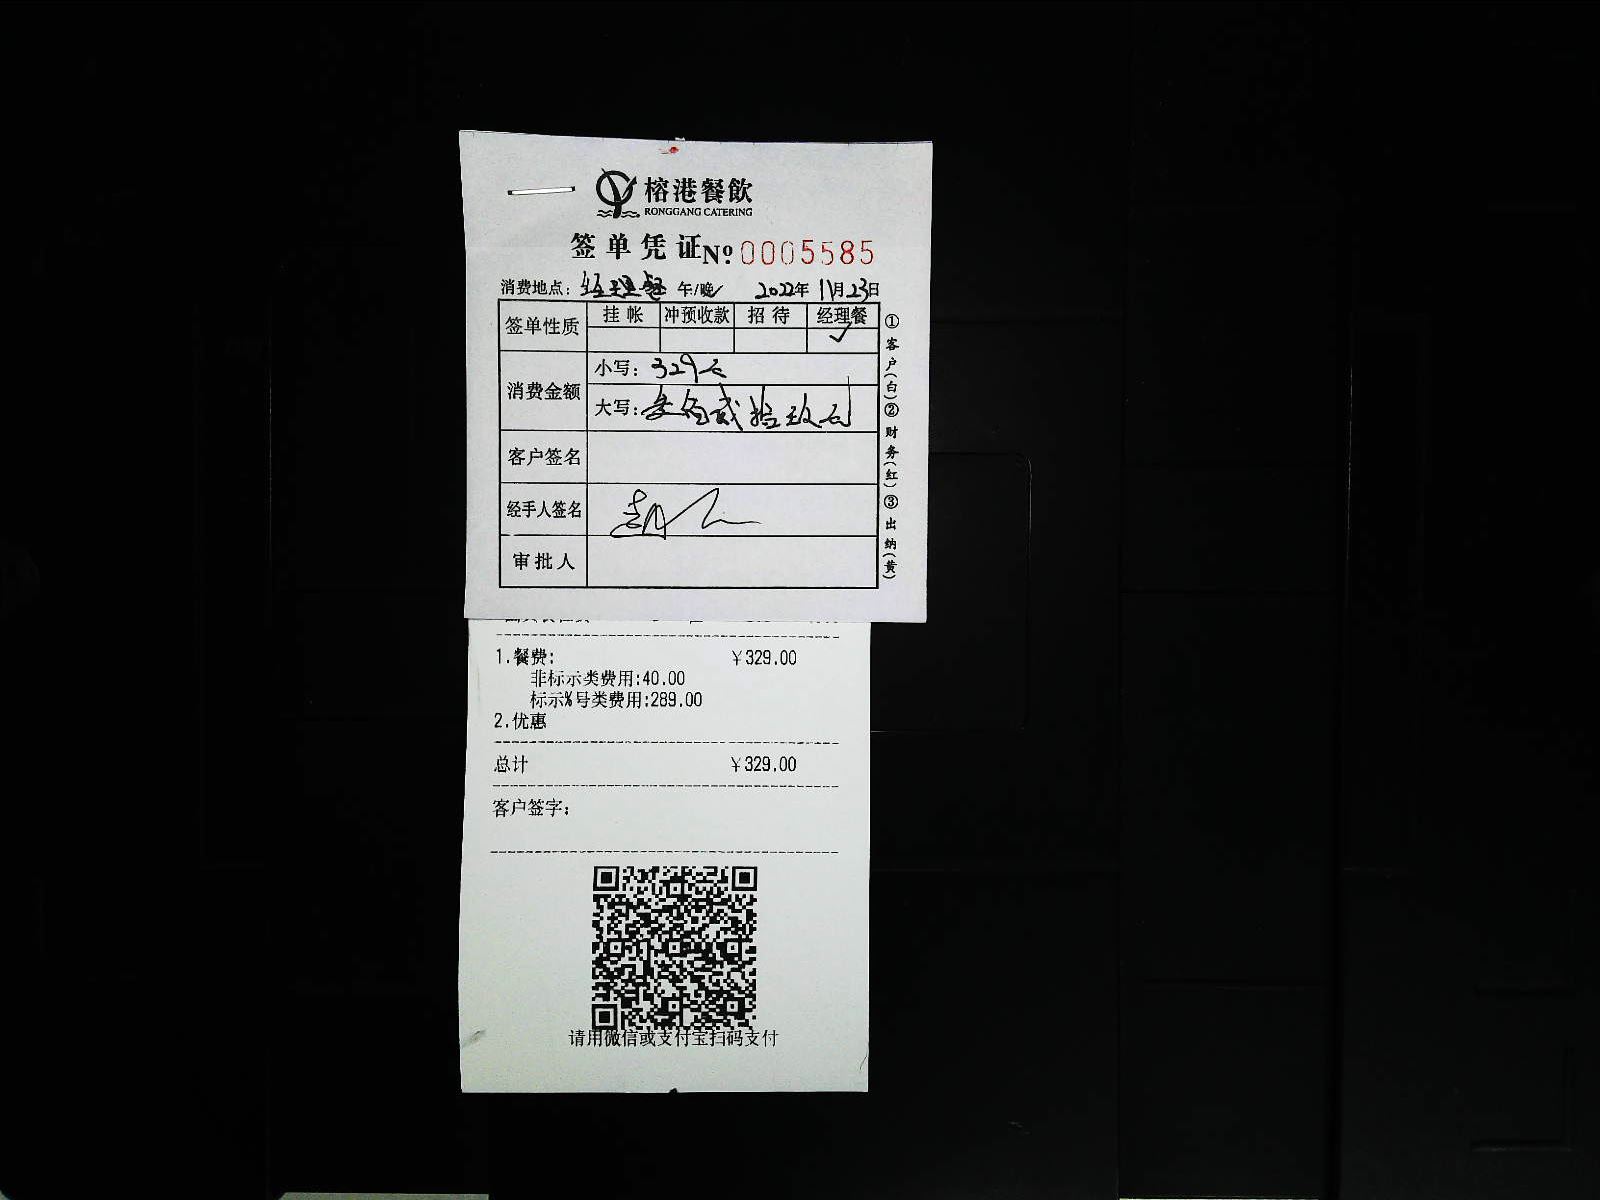 榕港餐飲
RONGGANG CATERING
签单凭证 №0005585
消费地点：经理餐 午/晚 2022年11月23日
签单性质 挂帐 冲预收款 招待 经理餐
✓
消费金额 小写：329元
大写：叁佰贰拾玖元
客户签名
经手人签名
审批人
①客户(白)②财务(红)③出纳(黄)
1.餐费: ￥329.00
非标示类费用:40.00
标示%号类费用:289.00
2.优惠
总计 ￥329.00
客户签字:
请用微信或支付宝扫码支付